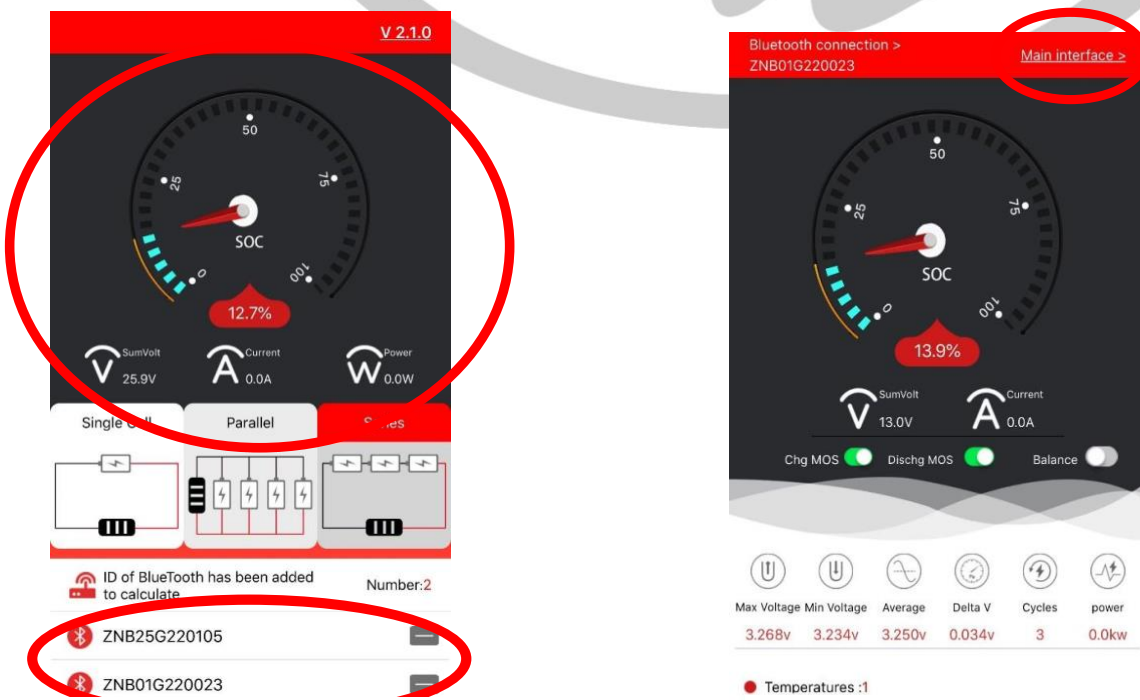 V 2.1.0
50
25
75
SOC
0
100
12.7%
SumVolt
V 25.9V
Current
A 0.0A
Power
W 0.0W
Parallel
ID of BlueTooth has been added
to calculate
Number:2
ZNB25G220105
ZNB01G220023
Bluetooth connection >
ZNB01G220023
Main interface >
50
25
75
SOC
0
100
13.9%
SumVolt
V 13.0V
Current
A 0.0A
Chg MOS
Dischg MOS
Balance
Max Voltage
Min Voltage
Average
Delta V
Cycles
power
3.268v
3.234v
3.250v
0.034v
3
0.0kw
Temperatures :1